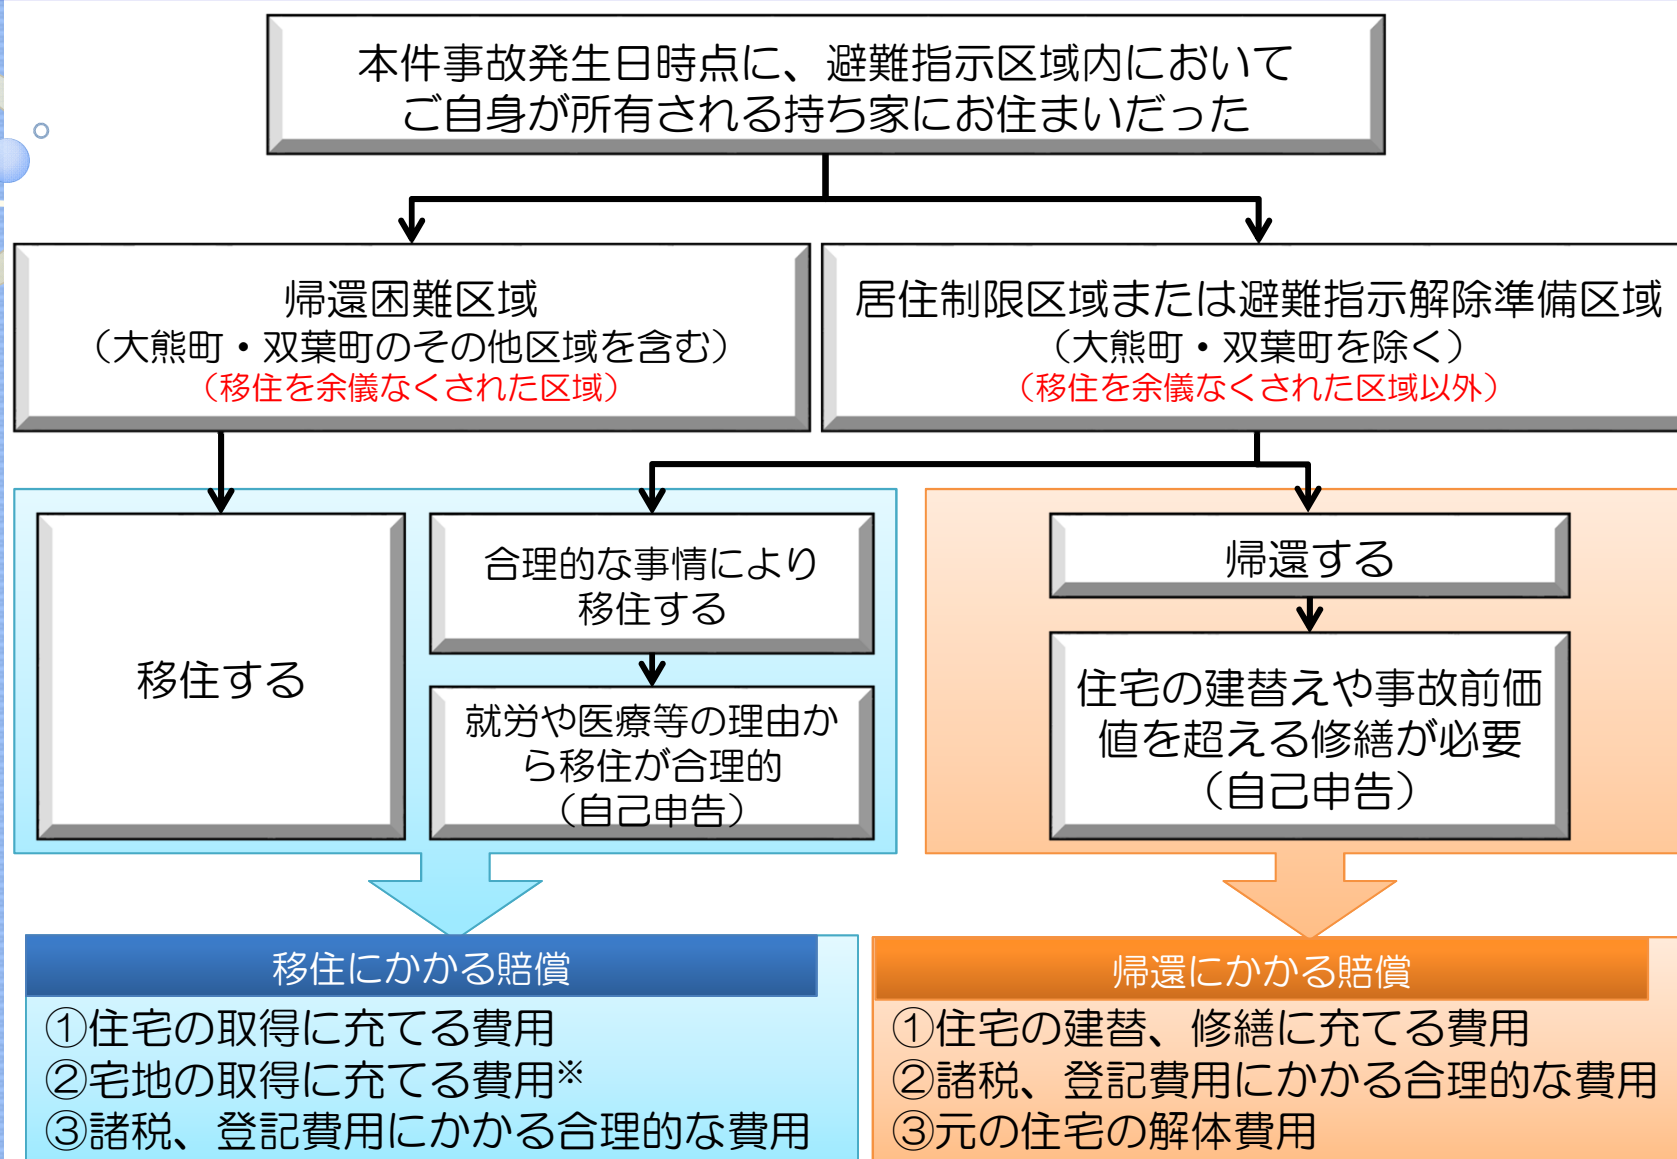 本件事故発生日時点に、避難指示区域内において
ご自身が所有される持ち家にお住まいだった
帰還困難区域
（大熊町・双葉町のその他区域を含む）
（移住を余儀なくされた区域）
居住制限区域または避難指示解除準備区域
（大熊町・双葉町を除く）
（移住を余儀なくされた区域以外）
移住する
合理的な事情により
移住する
就労や医療等の理由か
ら移住が合理的
（自己申告）
帰還する
住宅の建替えや事故前価
値を超える修繕が必要
（自己申告）
移住にかかる賠償
①住宅の取得に充てる費用
②宅地の取得に充てる費用※
③諸税、登記費用にかかる合理的な費用
帰還にかかる賠償
①住宅の建替、修繕に充てる費用
②諸税、登記費用にかかる合理的な費用
③元の住宅の解体費用